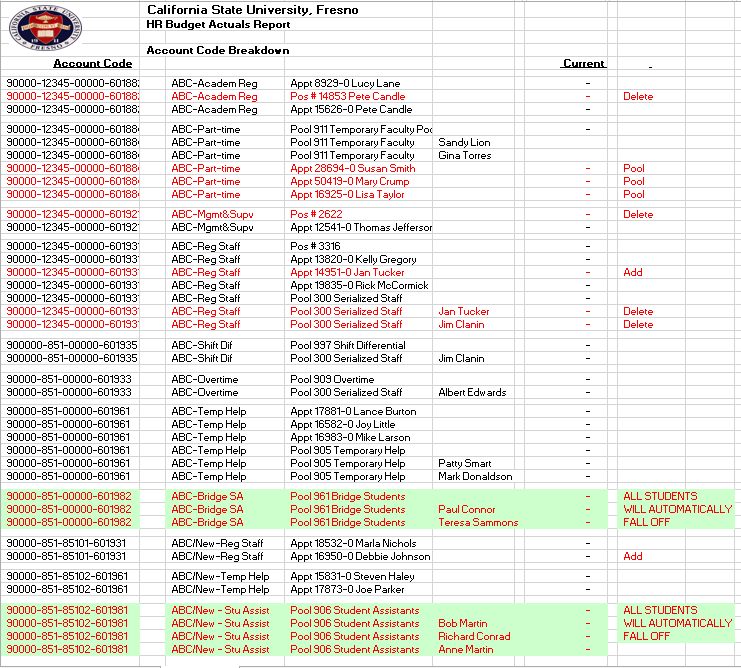 California State University, Fresno
HR Budget Actuals Report
Account Code Breakdown
Account Code Current -
90000-12345-00000-60188 ABC-Academ Reg Appt 8929-0 Lucy Lane -
90000-12345-00000-60188 ABC-Academ Reg Pos # 14853 Pete Candle - Delete
90000-12345-00000-60188 ABC-Academ Reg Appt 15626-0 Pete Candle -
90000-12345-00000-60188 ABC-Part-time Pool 911 Temporary Faculty Poo -
90000-12345-00000-60188 ABC-Part-time Pool 911 Temporary Faculty Sandy Lion -
90000-12345-00000-60188 ABC-Part-time Pool 911 Temporary Faculty Gina Torres -
90000-12345-00000-60188 ABC-Part-time Appt 28694-0 Susan Smith - Pool
90000-12345-00000-60188 ABC-Part-time Appt 50419-0 Mary Crump - Pool
90000-12345-00000-60188 ABC-Part-time Appt 16925-0 Lisa Taylor - Pool
90000-12345-00000-60192 ABC-Mgmt&Supv Pos # 2622 - Delete
90000-12345-00000-60192 ABC-Mgmt&Supv Appt 12541-0 Thomas Jefferson -
90000-12345-00000-60193 ABC-Reg Staff Pos # 3316 -
90000-12345-00000-60193 ABC-Reg Staff Appt 13820-0 Kelly Gregory -
90000-12345-00000-60193 ABC-Reg Staff Appt 14951-0 Jan Tucker - Add
90000-12345-00000-60193 ABC-Reg Staff Appt 19835-0 Rick McCormick -
90000-12345-00000-60193 ABC-Reg Staff Pool 300 Serialized Staff -
90000-12345-00000-60193 ABC-Reg Staff Pool 300 Serialized Staff Jan Tucker - Delete
90000-12345-00000-60193 ABC-Reg Staff Pool 300 Serialized Staff Jim Clanin - Delete
900000-851-00000-601935 ABC-Shift Dif Pool 997 Shift Differential -
900000-851-00000-601935 ABC-Shift Dif Pool 300 Serialized Staff Jim Clanin -
90000-851-00000-601933 ABC-Overtime Pool 909 Overtime -
90000-851-00000-601933 ABC-Overtime Pool 300 Serialized Staff Albert Edwards -
90000-851-00000-601961 ABC-Temp Help Appt 17881-0 Lance Burton -
90000-851-00000-601961 ABC-Temp Help Appt 16582-0 Joy Little -
90000-851-00000-601961 ABC-Temp Help Appt 16983-0 Mike Larson -
90000-851-00000-601961 ABC-Temp Help Pool 905 Temporary Help -
90000-851-00000-601961 ABC-Temp Help Pool 905 Temporary Help Patty Smart -
90000-851-00000-601961 ABC-Temp Help Pool 905 Temporary Help Mark Donaldson -
90000-851-00000-601982 ABC-Bridge SA Pool 961 Bridge Students - ALL STUDENTS
90000-851-00000-601982 ABC-Bridge SA Pool 961 Bridge Students Paul Connor - WILL AUTOMATICALLY
90000-851-00000-601982 ABC-Bridge SA Pool 961 Bridge Students Teresa Sammons - FALL OFF
90000-851-85101-601931 ABC/New-Reg Staff Appt 18532-0 Marla Nichols -
90000-851-85101-601931 ABC/New-Reg Staff Appt 16950-0 Debbie Johnson - Add
90000-851-85102-601961 ABC/New-Temp Help Appt 15831-0 Steven Haley -
90000-851-85102-601961 ABC/New-Temp Help Appt 17873-0 Joe Parker -
90000-851-85102-601981 ABC/New - Stu Assist Pool 906 Student Assistants - ALL STUDENTS
90000-851-85102-601981 ABC/New - Stu Assist Pool 906 Student Assistants Bob Martin - WILL AUTOMATICALLY
90000-851-85102-601981 ABC/New - Stu Assist Pool 906 Student Assistants Richard Conrad - FALL OFF
90000-851-85102-601981 ABC/New - Stu Assist Pool 906 Student Assistants Anne Martin -